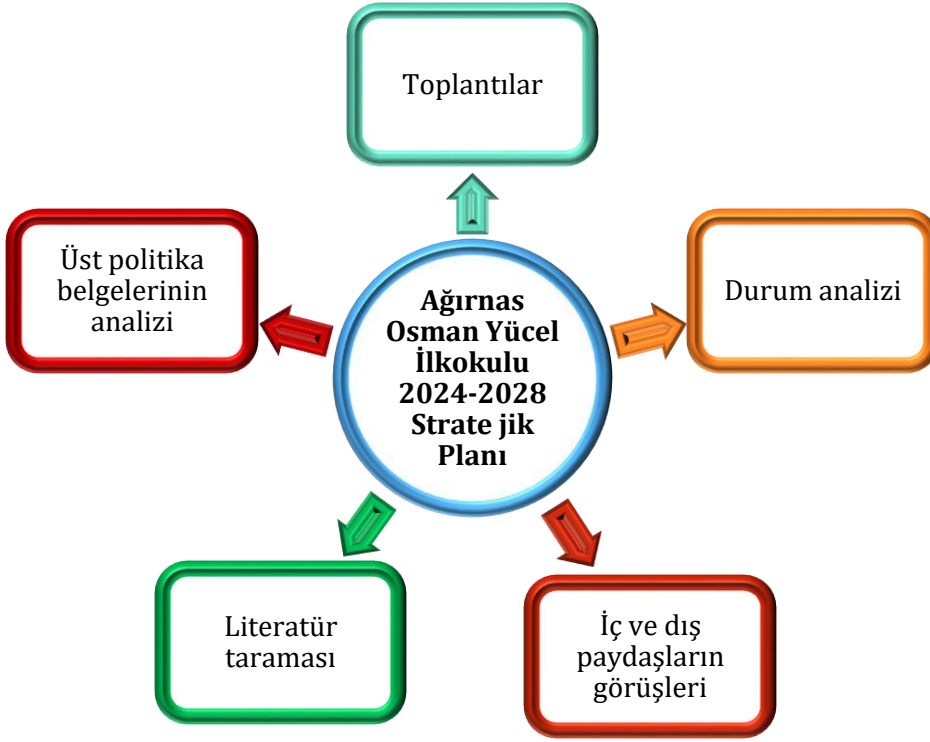 Toplantılar
Üst politika
belgelerinin
analizi
Ağırnas
Osman Yücel
İlkokulu
2024-2028
Strate jik
Planı
Durum analizi
Literatür
taraması
İç ve dış
paydaşların
görüşleri